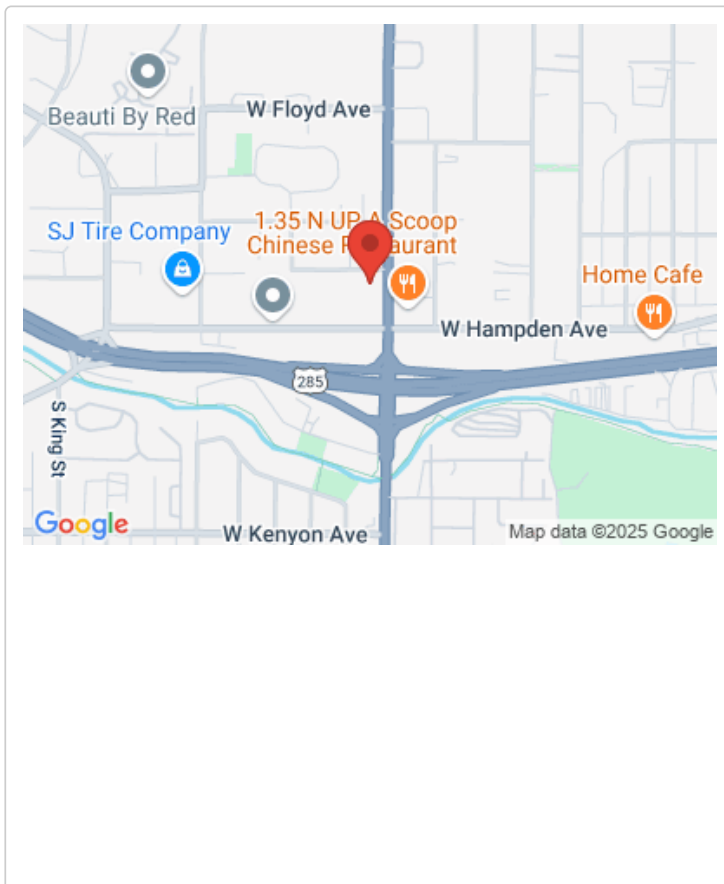 W Floyd Ave
Beauti By Red
1.35 N UP A Scoop
SJ Tire Company
Chinese
Home Cafe
W Hampden Ave
285
S King St
W Kenyon Ave
Google
Map data ©2025 Google